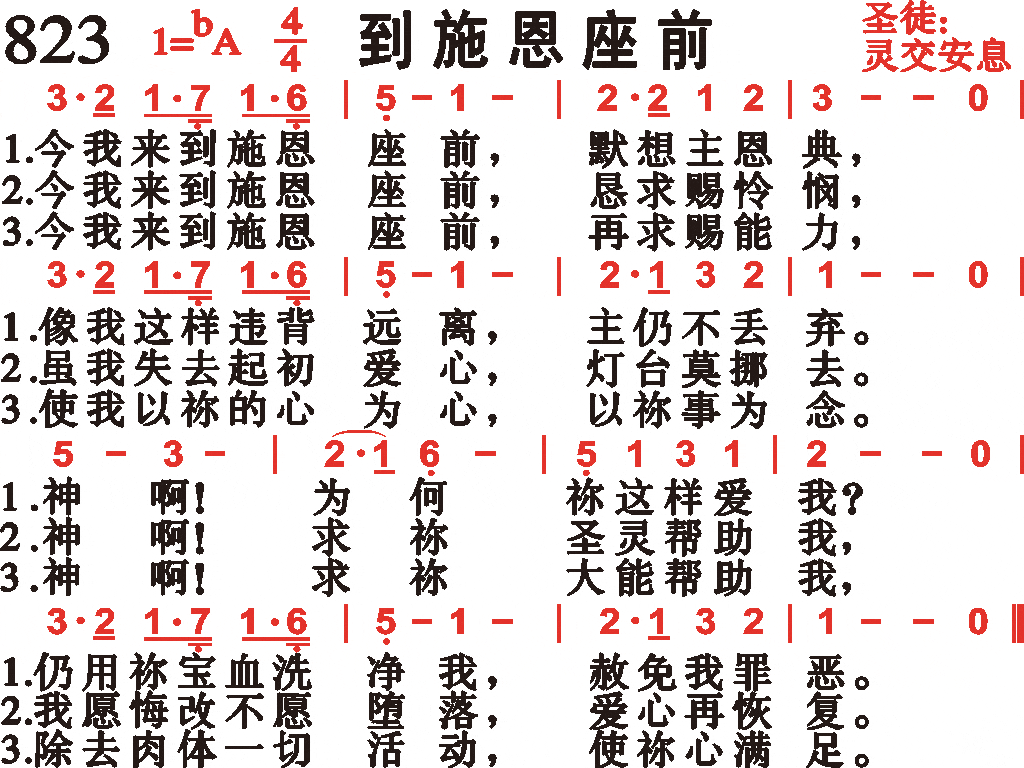 823 1=ᵇA 4/4 到施恩座前 圣徒：
灵交安息
3·2 1·7 1·6 | 5 – 1 – | 2·2 1 2 | 3 – – 0 |
1.今我来到施恩座前，默想主恩典，
2.今我来到施恩座前，恳求赐怜悯，
3.今我来到施恩座前，再求赐能力，
3·2 1·7 1·6 | 5 – 1 – | 2·1 3 2 | 1 – – 0 |
1.像我这样违背远离，主仍不丢弃。
2.虽我失去起初爱心，灯台莫挪去。
3.使我以祢的心为心，以祢事为念。
5 – 3 – | 2·1 6 – | 5 1 3 1 | 2 – – 0 |
1.神啊！为何祢这样爱我？
2.神啊！求祢圣灵帮助我，
3.神啊！求祢大能帮助我，
3·2 1·7 1·6 | 5 – 1 – | 2·1 3 2 | 1 – – 0 ‖
1.仍用祢宝血洗净我，赦免我罪恶。
2.我愿悔改不愿堕落，爱心再恢复。
3.除去肉体一切活动，使祢心满足。